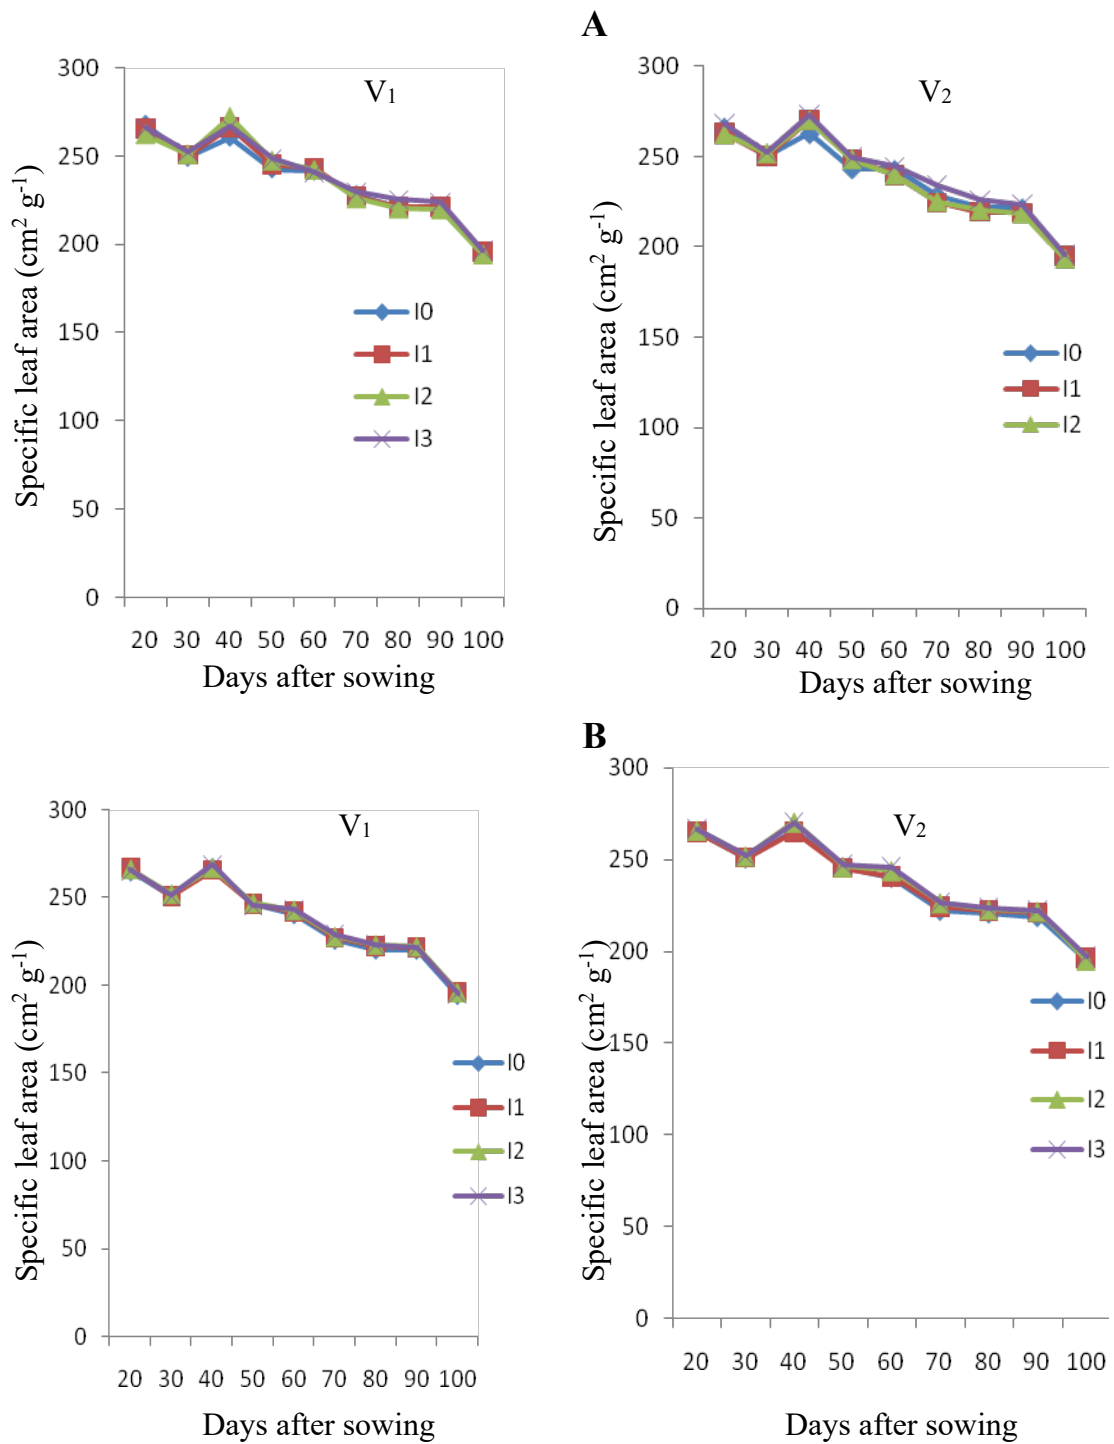 A
V1
Specific leaf area (cm2 g-1)
300
250
200
150
100
50
0
I0
I1
I2
I3
20 30 40 50 60 70 80 90 100
Days after sowing
V2
Specific leaf area (cm2 g-1)
300
250
200
150
100
50
0
I0
I1
I2
20 30 40 50 60 70 80 90 100
Days after sowing
B
V1
Specific leaf area (cm2 g-1)
300
250
200
150
100
50
0
I0
I1
I2
I3
20 30 40 50 60 70 80 90 100
Days after sowing
V2
Specific leaf area (cm2 g-1)
300
250
200
150
100
50
0
I0
I1
I2
I3
20 30 40 50 60 70 80 90 100
Days after sowing